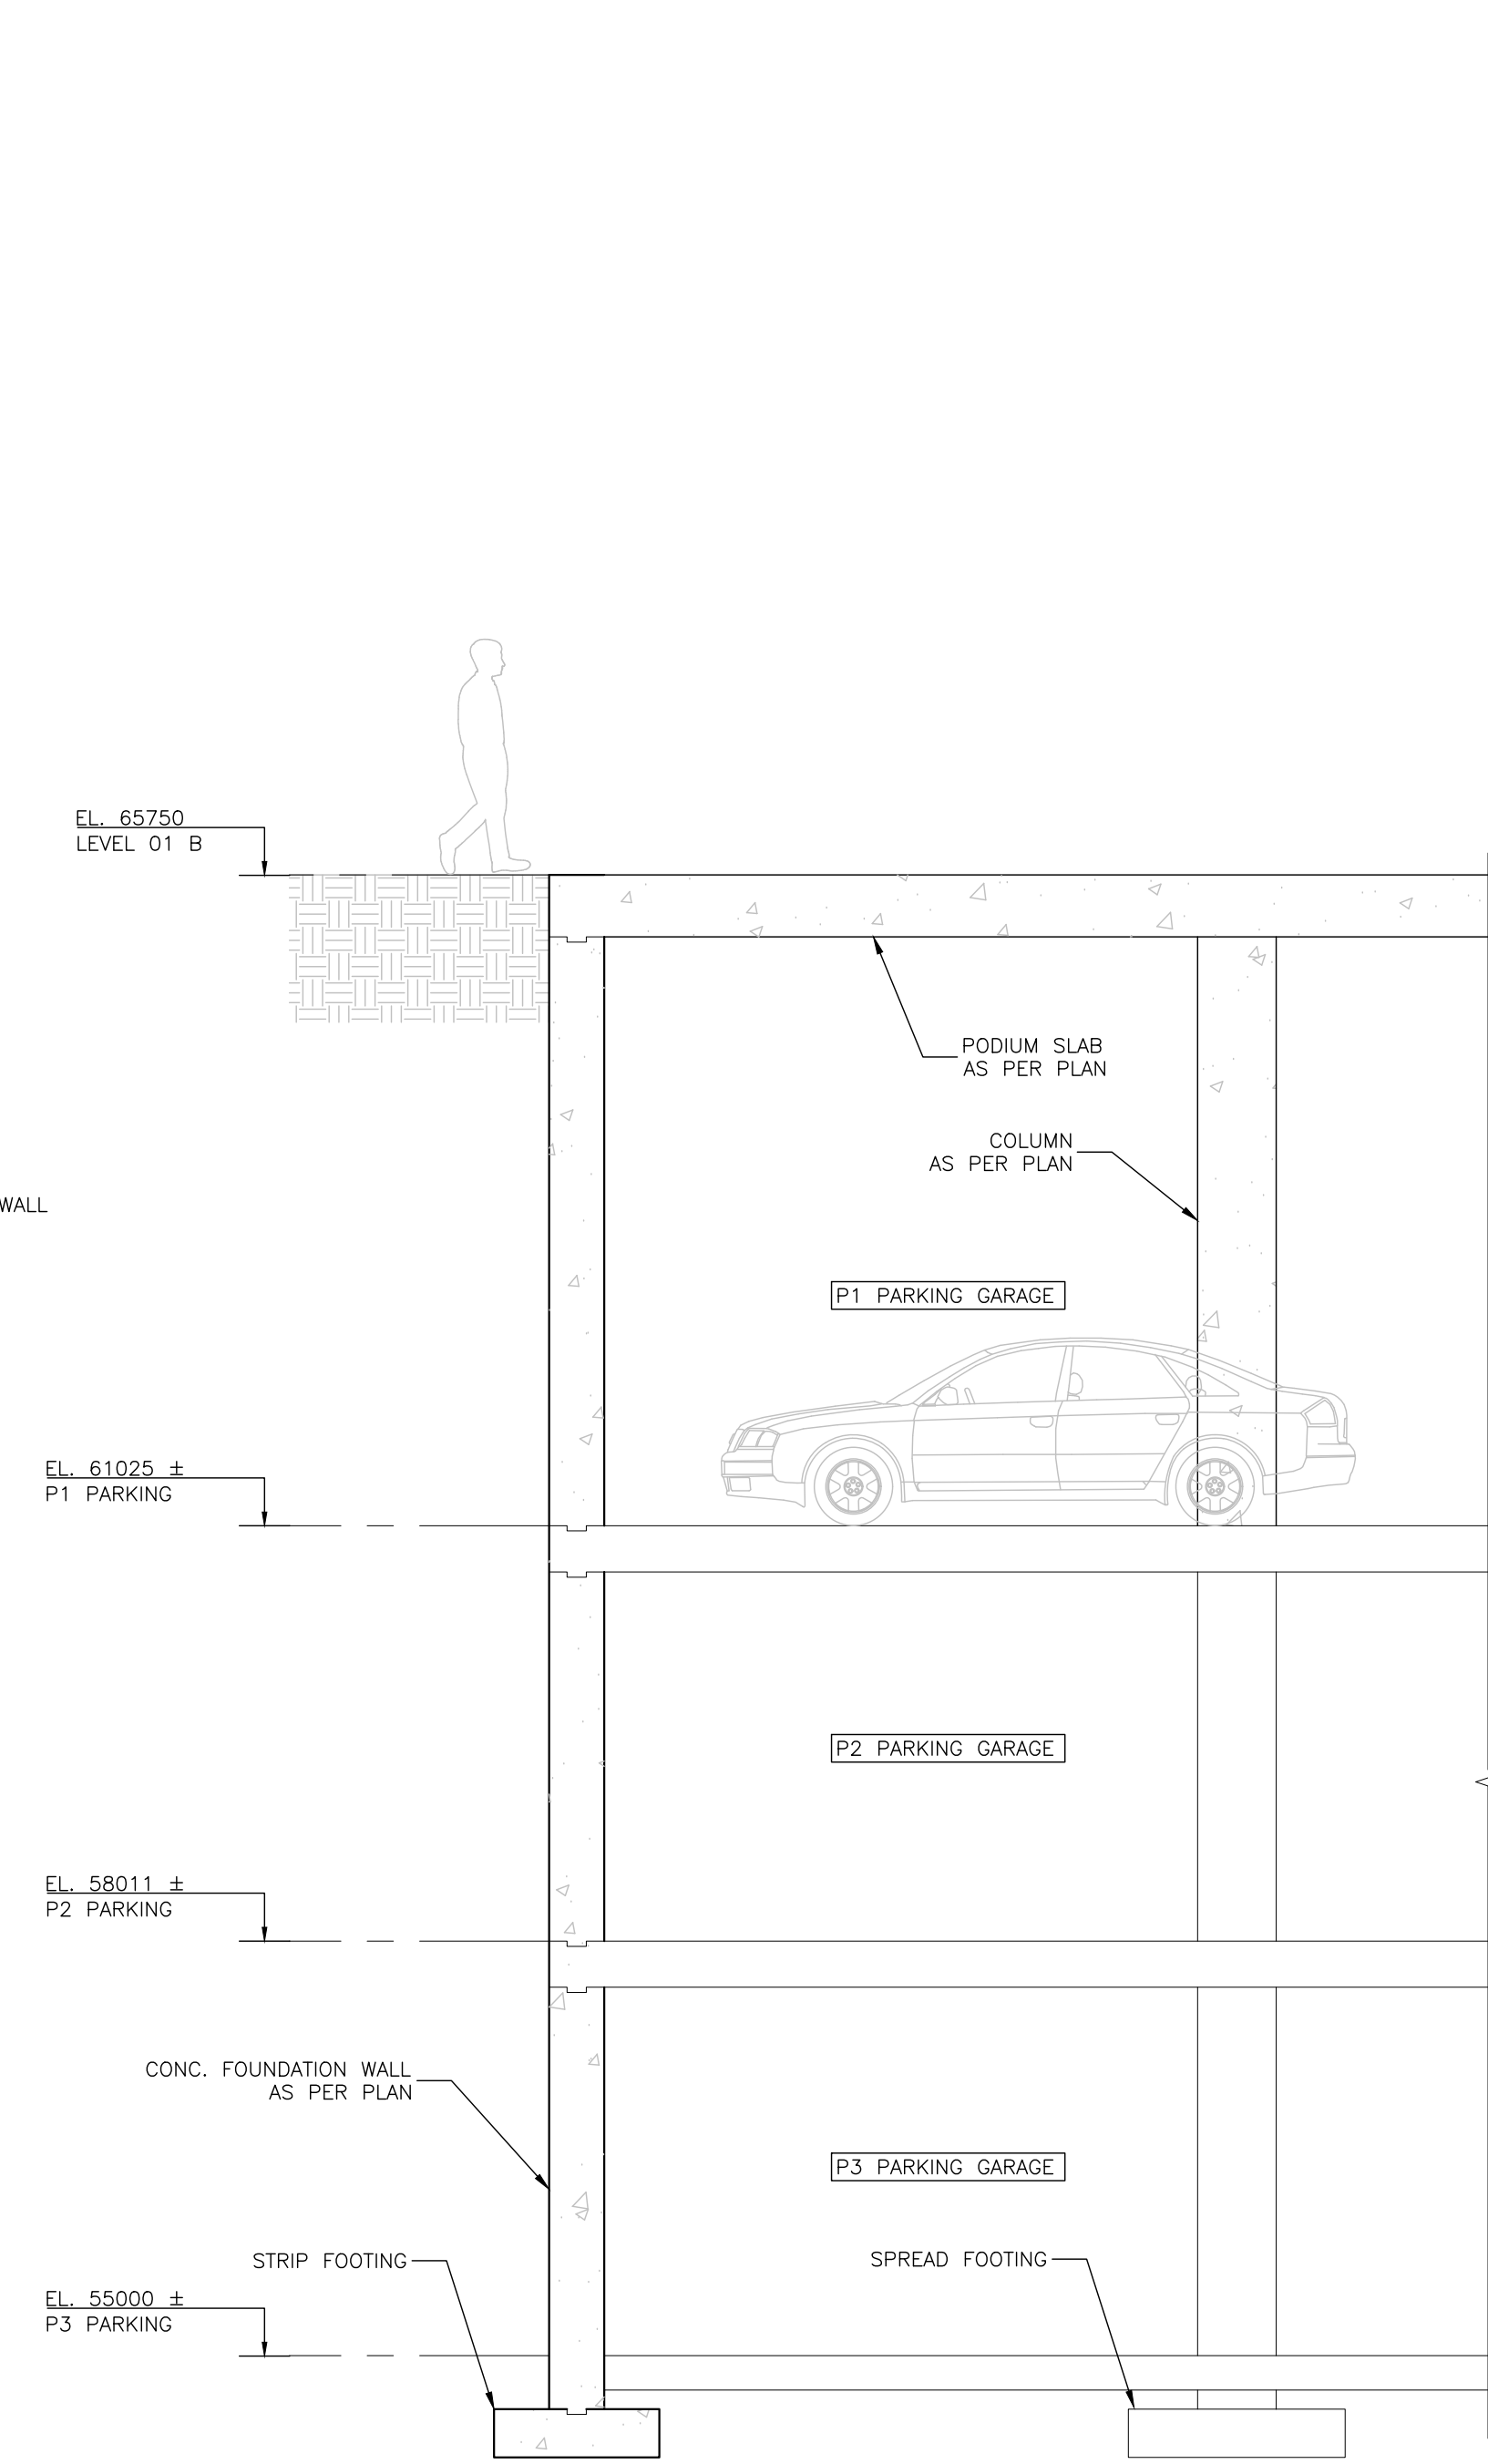 EL. 65750
LEVEL 01 B
PODIUM SLAB
AS PER PLAN
COLUMN
AS PER PLAN
WALL
P1 PARKING GARAGE
EL. 61025 ±
P1 PARKING
P2 PARKING GARAGE
EL. 58011 ±
P2 PARKING
CONC. FOUNDATION WALL
AS PER PLAN
P3 PARKING GARAGE
STRIP FOOTING
SPREAD FOOTING
EL. 55000 ±
P3 PARKING